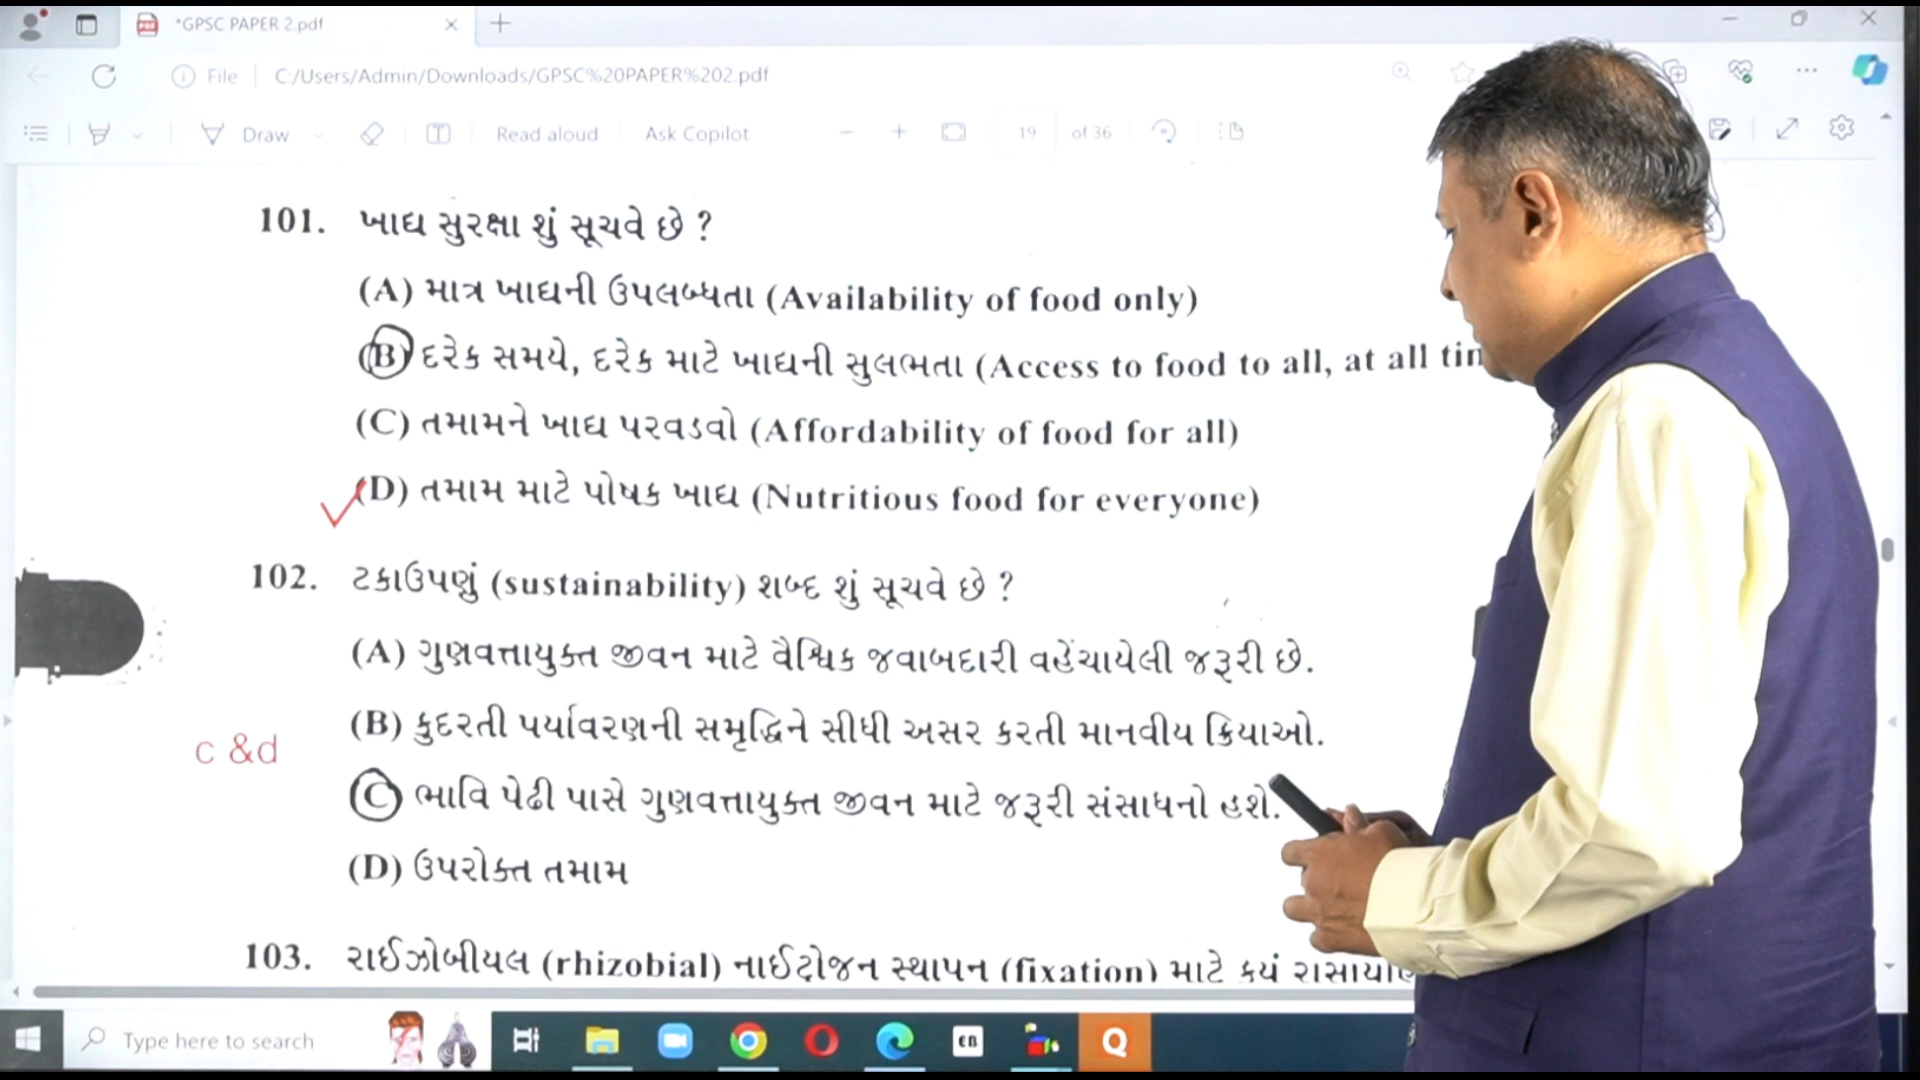 *GPSC PAPER 2.pdf
File C:/Users/Admin/Downloads/GPSC%20PAPER%202.pdf
Draw Read aloud Ask Copilot 19 of 36
101. ખાદ્ય સુરક્ષા શું સૂચવે છે ?
(A) માત્ર ખાદ્યની ઉપલબ્ધતા (Availability of food only)
(B) દરેક સમયે, દરેક માટે ખાદ્યની સુલભતા (Access to food to all, at all
(C) તમામને ખાદ્ય પરવડવો (Affordability of food for all)
(D) તમામ માટે પોષક ખાદ્ય (Nutritious food for everyone)
102. ટકાઉપણું (sustainability) શબ્દ શું સૂચવે છે ?
(A) ગુણવત્તાયુક્ત જીવન માટે વૈશ્વિક જવાબદારી વહેંચાયેલી જરૂરી છે.
(B) કુદરતી પર્યાવરણની સમૃદ્ધિને સીધી અસર કરતી માનવીય ક્રિયાઓ.
c &d
(C) ભાવિ પેઢી પાસે ગુણવત્તાયુક્ત જીવન માટે જરૂરી સંસાધનો હશે.
(D) ઉપરોક્ત તમામ
103. રાઈઝોબીયલ (rhizobial) નાઈટ્રોજન સ્થાપન (fixation) માટે કયું
Type here to search